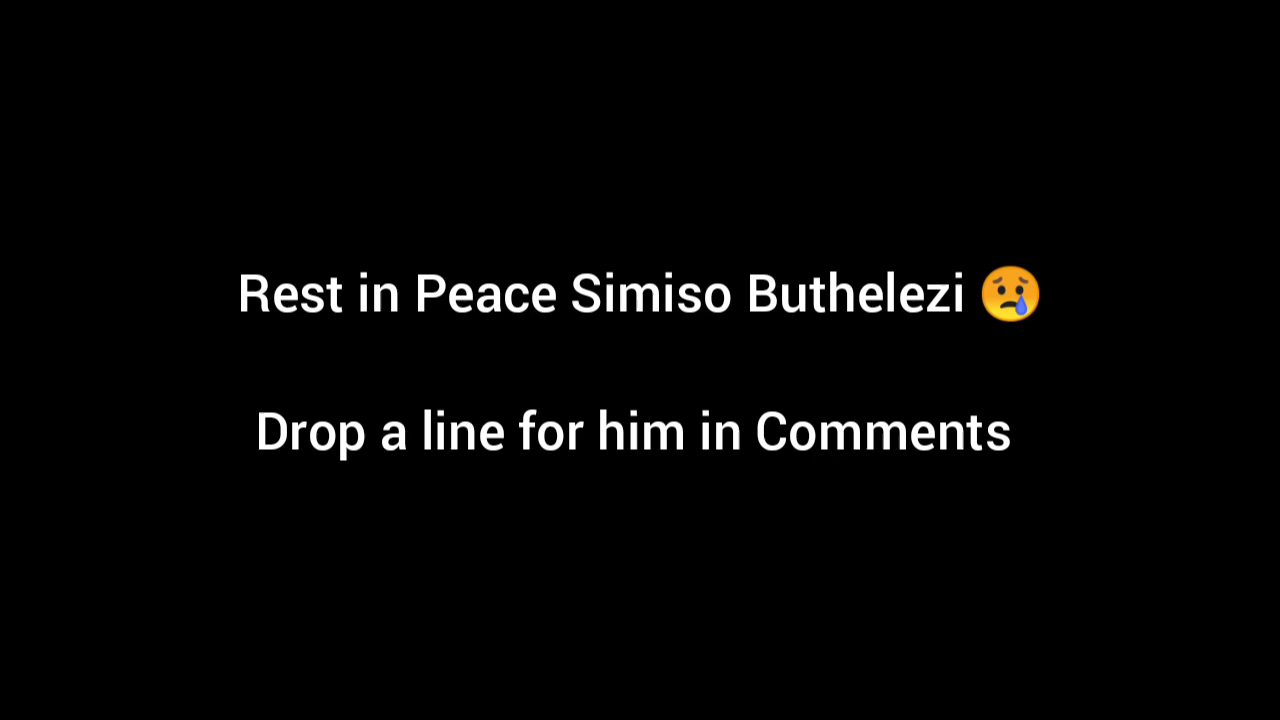 Rest in Peace Simiso Buthelezi 😢
Drop a line for him in Comments